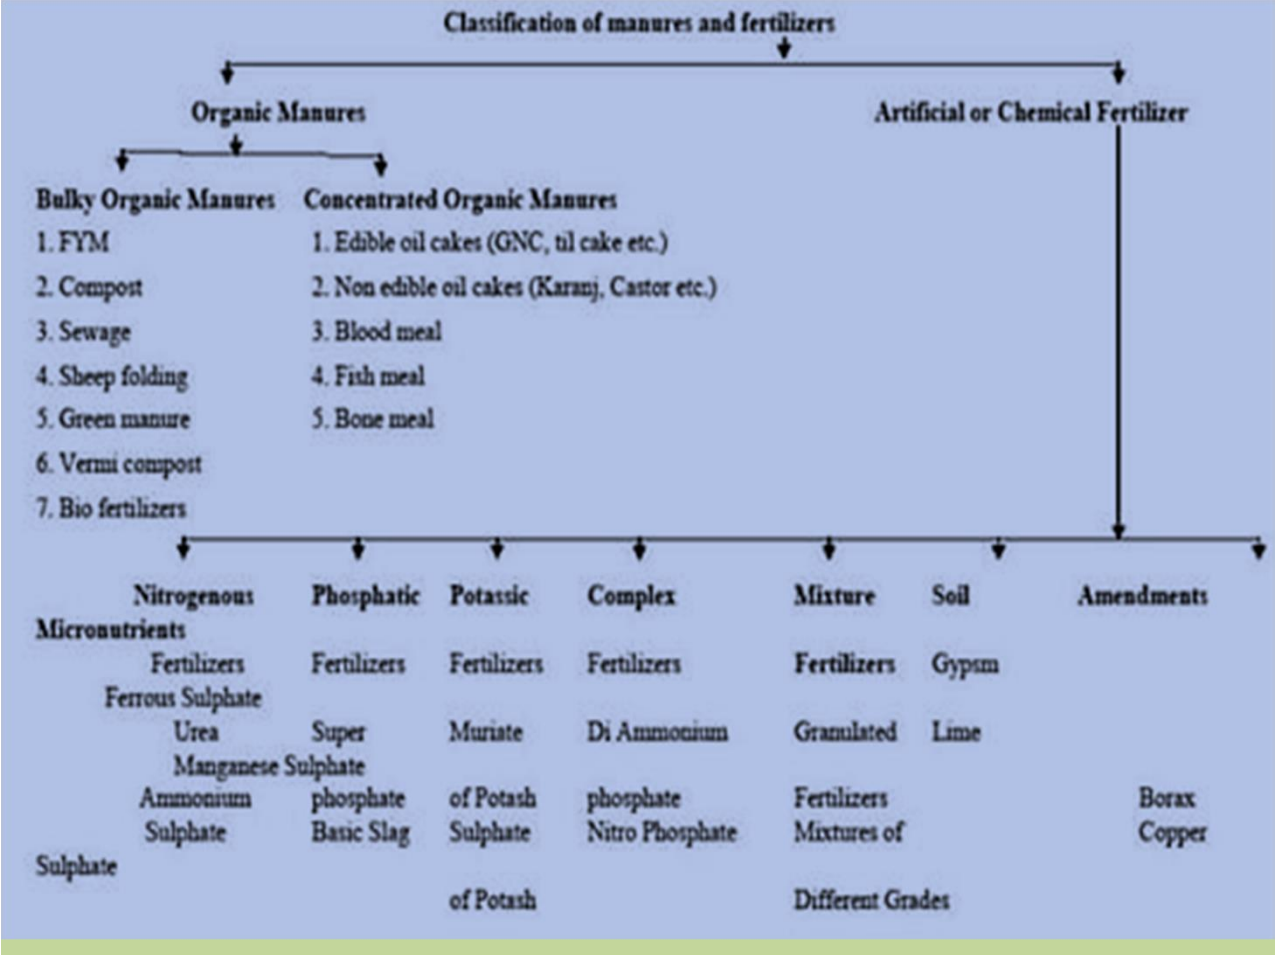 Classification of manures and fertilizers
Organic Manures Artificial or Chemical Fertilizer
Bulky Organic Manures Concentrated Organic Manures
1. FYM 1. Edible oil cakes (GNC, til cake etc.)
2. Compost 2. Non edible oil cakes (Karanj, Castor etc.)
3. Sewage 3. Blood meal
4. Sheep folding 4. Fish meal
5. Green manure 5. Bone meal
6. Vermi compost
7. Bio fertilizers
Nitrogenous Phosphatic Potassic Complex Mixture Soil Amendments
Micronutrients
Fertilizers Fertilizers Fertilizers Fertilizers Fertilizers Gypsm
Ferrous Sulphate
Urea Super Muriate Di Ammonium Granulated Lime
Manganese Sulphate
Ammonium phosphate of Potash phosphate Fertilizers Borax
Sulphate Basic Slag Sulphate Nitro Phosphate Mixtures of Copper
Sulphate
of Potash Different Grades